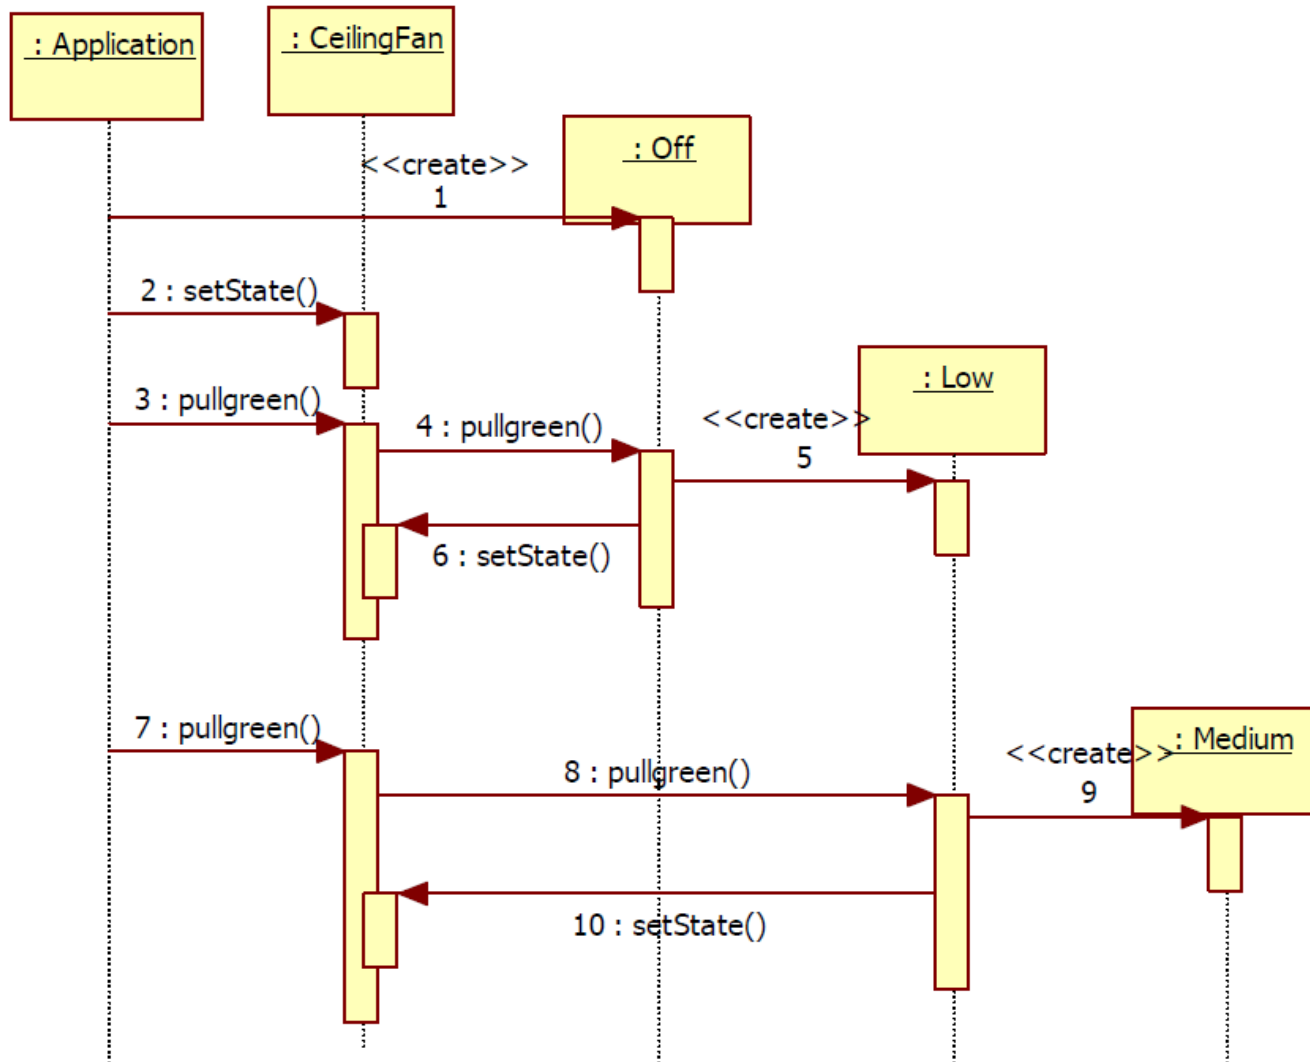 : Application
: CeilingFan
: Off
<<create>>
1
2 : setState()
: Low
3 : pullgreen()
4 : pullgreen()
<<create>>
5
6 : setState()
7 : pullgreen()
: Medium
<<create>>
8 : pullgreen()
9
10 : setState()